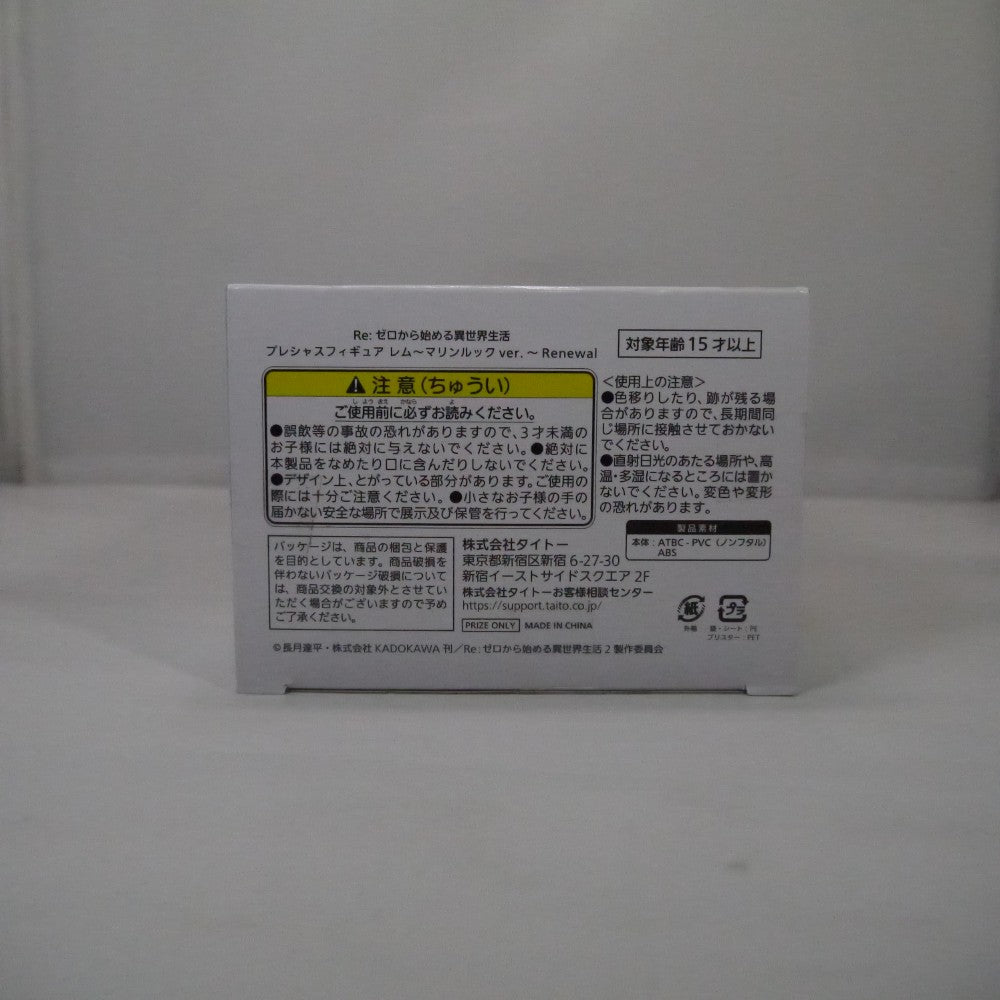 Re: ゼロから始める異世界生活
プレシャスフィギュア レム～マリンルック ver.～ Renewal
対象年齢 15 才以上
注意(ちゅうい)
しようまえ かなら よ
ご使用前に必ずお読みください。
●誤飲等の事故の恐れがありますので、3才未満の
お子様には絶対に与えないでください。●絶対に
本製品をなめたり口に含んだりしないでください。
●デザイン上、とがっている部分があります。ご使用の
際には十分ご注意ください。●小さなお子様の手の
届かない安全な場所で展示及び保管を行ってください。
＜使用上の注意＞
●色移りしたり、跡が残る場
合がありますので、長期間同
じ場所に接触させておかない
でください。
●直射日光のあたる場所や、高
温・多湿になるところには置か
ないでください。変色や変形
の恐れがあります。
製品素材
本体：ATBC-PVC（ノンフタル）
ABS
パッケージは、商品の梱包と保護
を目的としています。商品破損を
伴わないパッケージ破損について
は、商品交換の対象外とさせてい
ただく場合がございますので予め
ご了承ください。
株式会社タイトー
東京都新宿区新宿 6-27-30
新宿イーストサイドスクエア 2F
株式会社タイトーお客様相談センター
https://support.taito.co.jp/
PRIZE ONLY MADE IN CHINA
紙
外箱
プラ
袋・シート：PE
ブリスター：PET
©長月達平・株式会社 KADOKAWA 刊／Re: ゼロから始める異世界生活 2 製作委員会